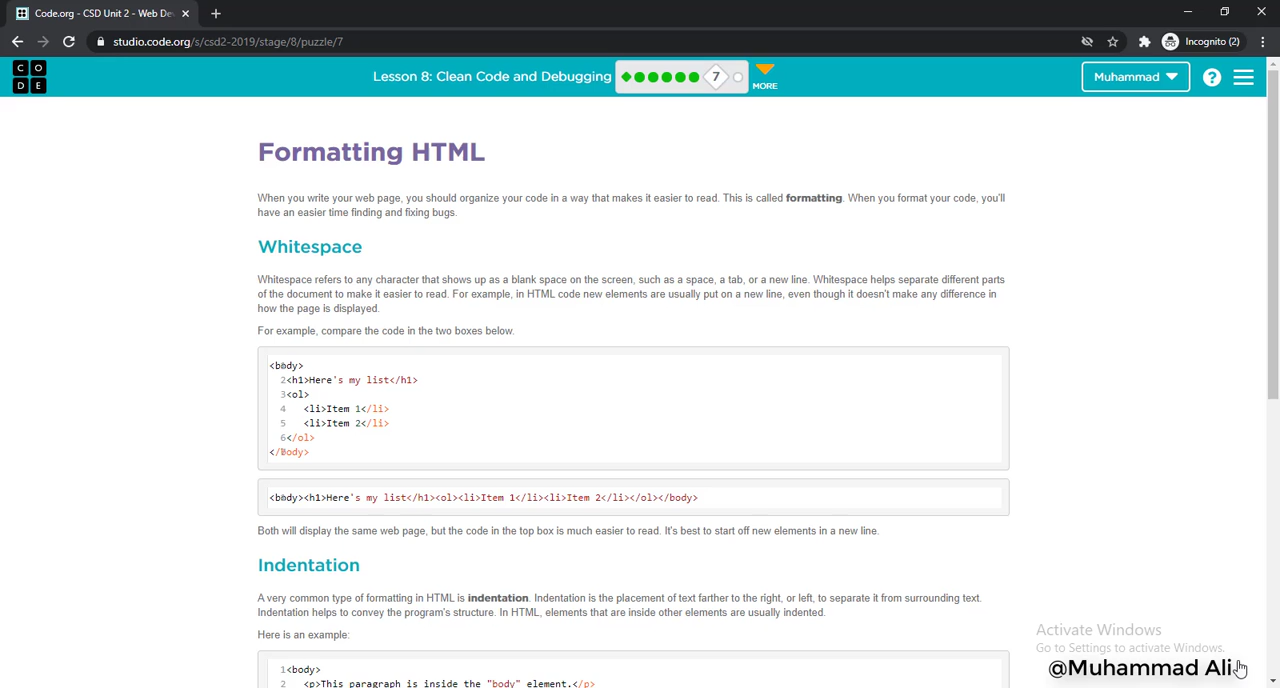 Code.org - CSD Unit 2 - Web De
studio.code.org/s/csd2-2019/stage/8/puzzle/7
Incognito (2)
C O
D E
Lesson 8: Clean Code and Debugging
7
MORE
Muhammad
?
Formatting HTML
When you write your web page, you should organize your code in a way that makes it easier to read. This is called formatting. When you format your code, you'll
have an easier time finding and fixing bugs.
Whitespace
Whitespace refers to any character that shows up as a blank space on the screen, such as a space, a tab, or a new line. Whitespace helps separate different parts
of the document to make it easier to read. For example, in HTML code new elements are usually put on a new line, even though it doesn't make any difference in
how the page is displayed.
For example, compare the code in the two boxes below.
<body>
2<h1>Here's my list</h1>
3<ol>
4 <li>Item 1</li>
5 <li>Item 2</li>
6</ol>
</body>
<body><h1>Here's my list</h1><ol><li>Item 1</li><li>Item 2</li></ol></body>
Both will display the same web page, but the code in the top box is much easier to read. It's best to start off new elements in a new line.
Indentation
A very common type of formatting in HTML is indentation. Indentation is the placement of text farther to the right, or left, to separate it from surrounding text.
Indentation helps to convey the program's structure. In HTML, elements that are inside other elements are usually indented.
Here is an example:
1<body>
2 <p>This paragraph is inside the "body" element.</p>
Activate Windows
Go to Settings to activate Windows.
@Muhammad Ali